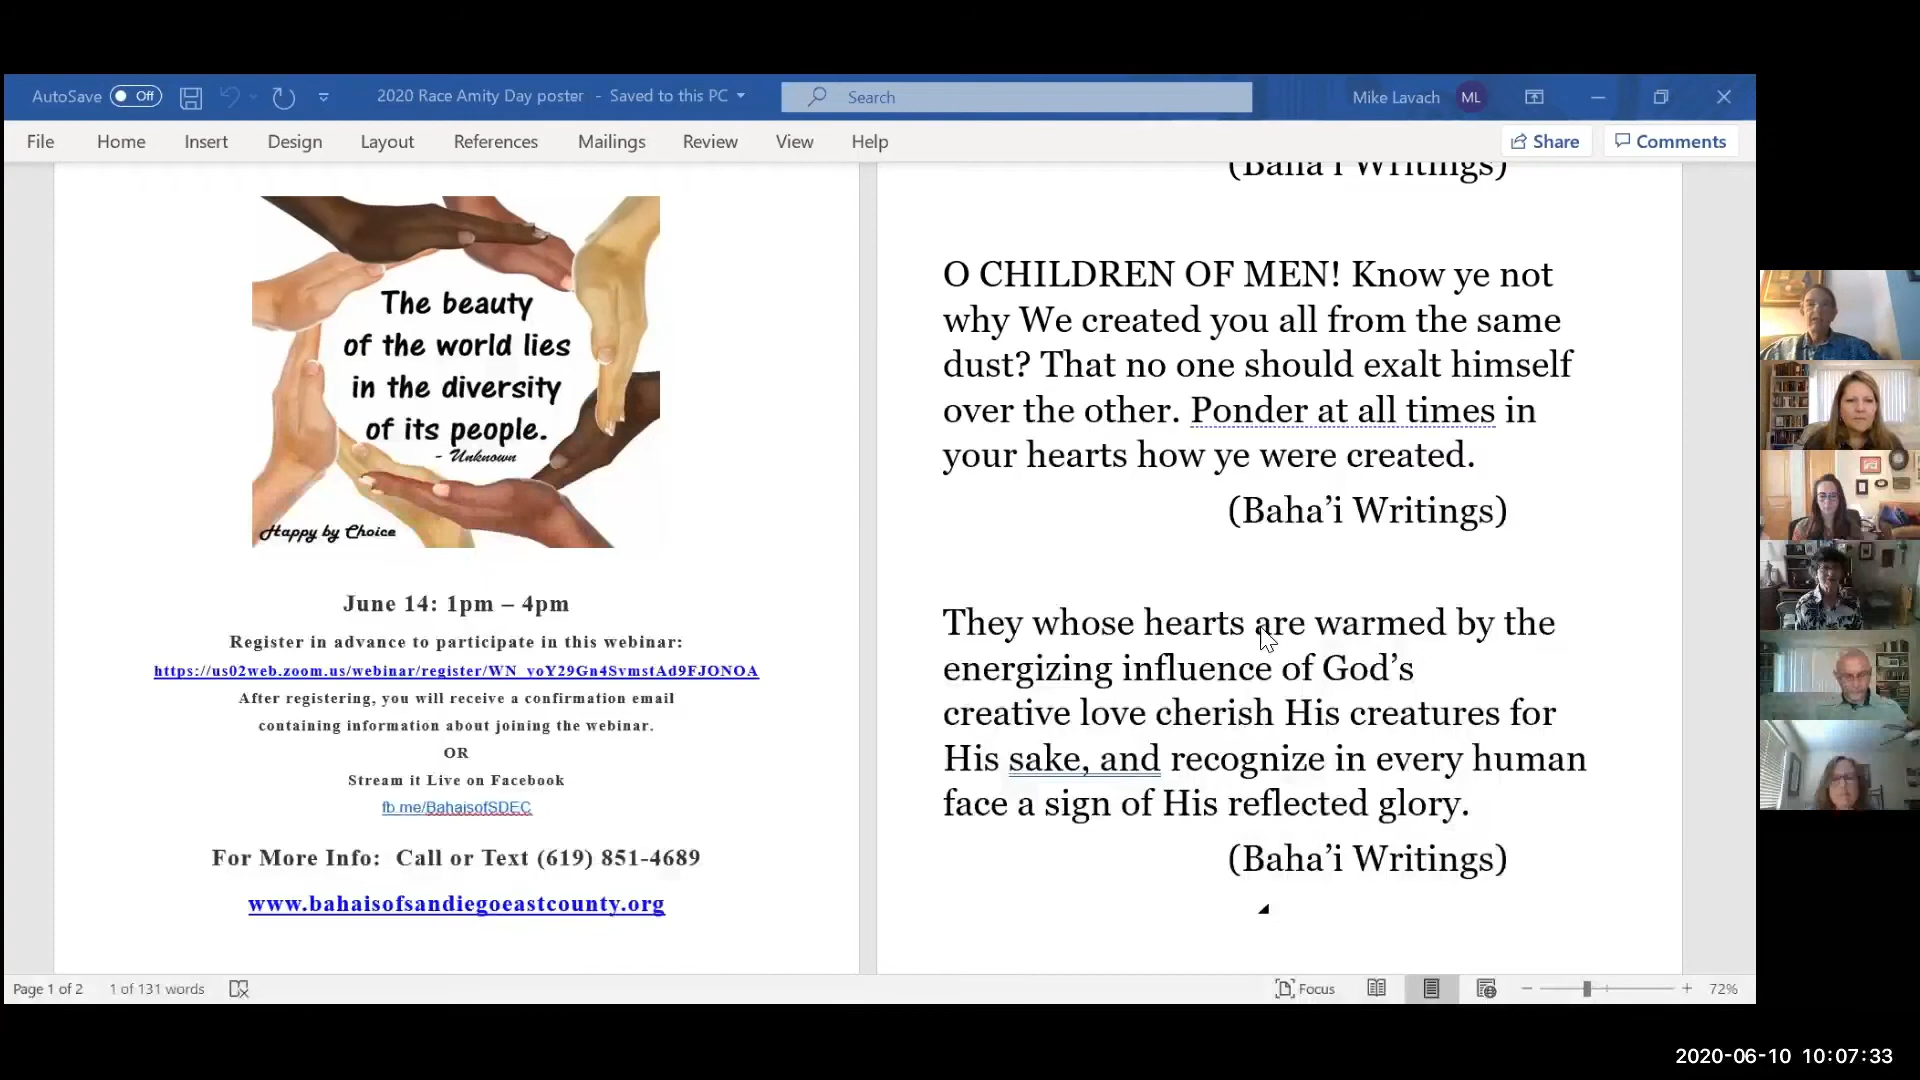 AutoSave Off 2020 Race Amity Day poster - Saved to this PC Search Mike Lavach ML
File Home Insert Design Layout References Mailings Review View Help Share Comments
The beauty
of the world lies
in the diversity
of its people.
- Unknown
Happy by Choice
June 14: 1pm – 4pm
Register in advance to participate in this webinar:
https://us02web.zoom.us/webinar/register/WN_yoY29Gn4SvmstAd9FJONOA
After registering, you will receive a confirmation email
containing information about joining the webinar.
OR
Stream it Live on Facebook
fb.me/BahaisofSDEC
For More Info: Call or Text (619) 851-4689
www.bahaisofsandiegoeastcounty.org
(Baha’i Writings)
O CHILDREN OF MEN! Know ye not
why We created you all from the same
dust? That no one should exalt himself
over the other. Ponder at all times in
your hearts how ye were created.
(Baha’i Writings)
They whose hearts are warmed by the
energizing influence of God’s
creative love cherish His creatures for
His sake, and recognize in every human
face a sign of His reflected glory.
(Baha’i Writings)
Page 1 of 2 1 of 131 words Focus 72%
2020-06-10 10:07:33